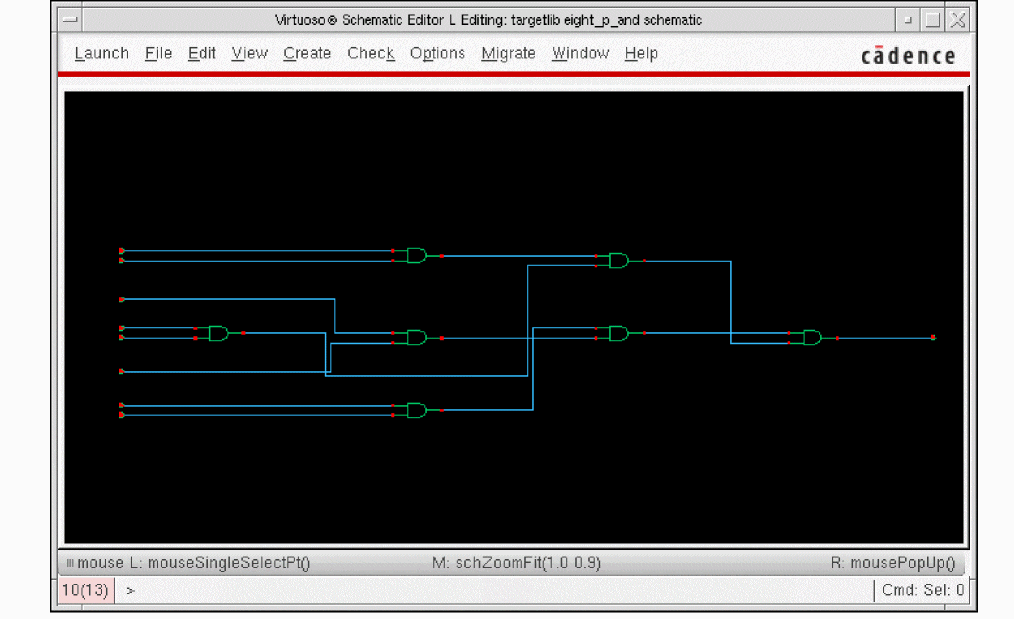 Virtuoso® Schematic Editor L Editing: targetlib eight_p_and schematic
Launch File Edit View Create Check Options Migrate Window Help cādence
mouse L: mouseSingleSelectPt() M: schZoomFit(1.0 0.9) R: mousePopUp()
10(13) > Cmd: Sel: 0